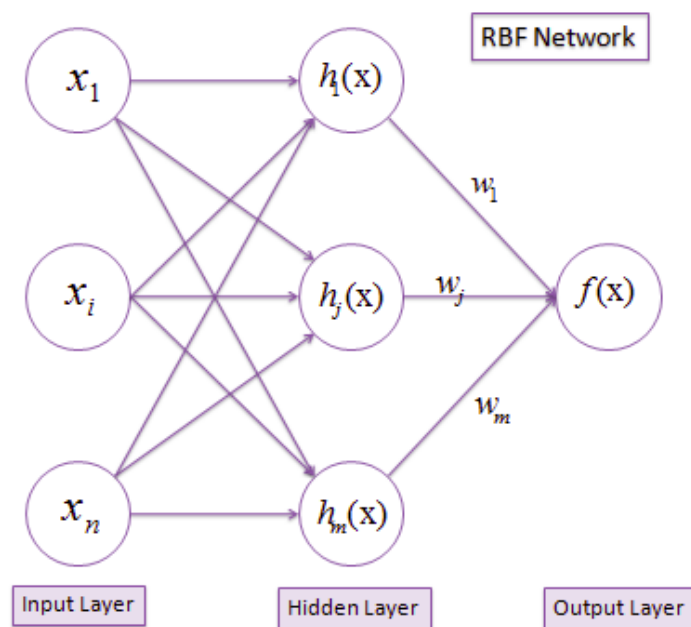 RBF Network
x₁
h₁(x)
w₁
xᵢ
hⱼ(x)
wⱼ
f(x)
wₘ
xₙ
hₘ(x)
Input Layer
Hidden Layer
Output Layer